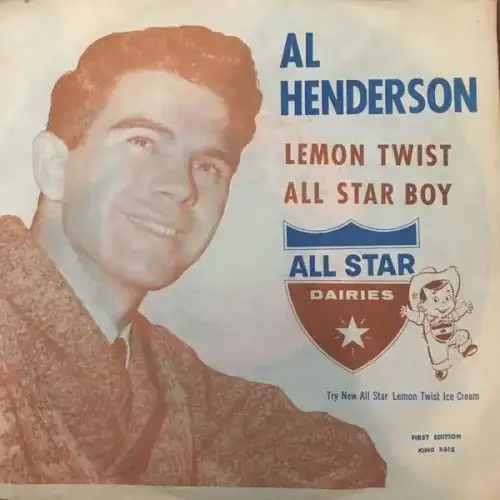 AL
HENDERSON
LEMON TWIST
ALL STAR BOY
ALL STAR
DAIRIES
Try New All Star Lemon Twist Ice Cream
FIRST EDITION
KING 5612